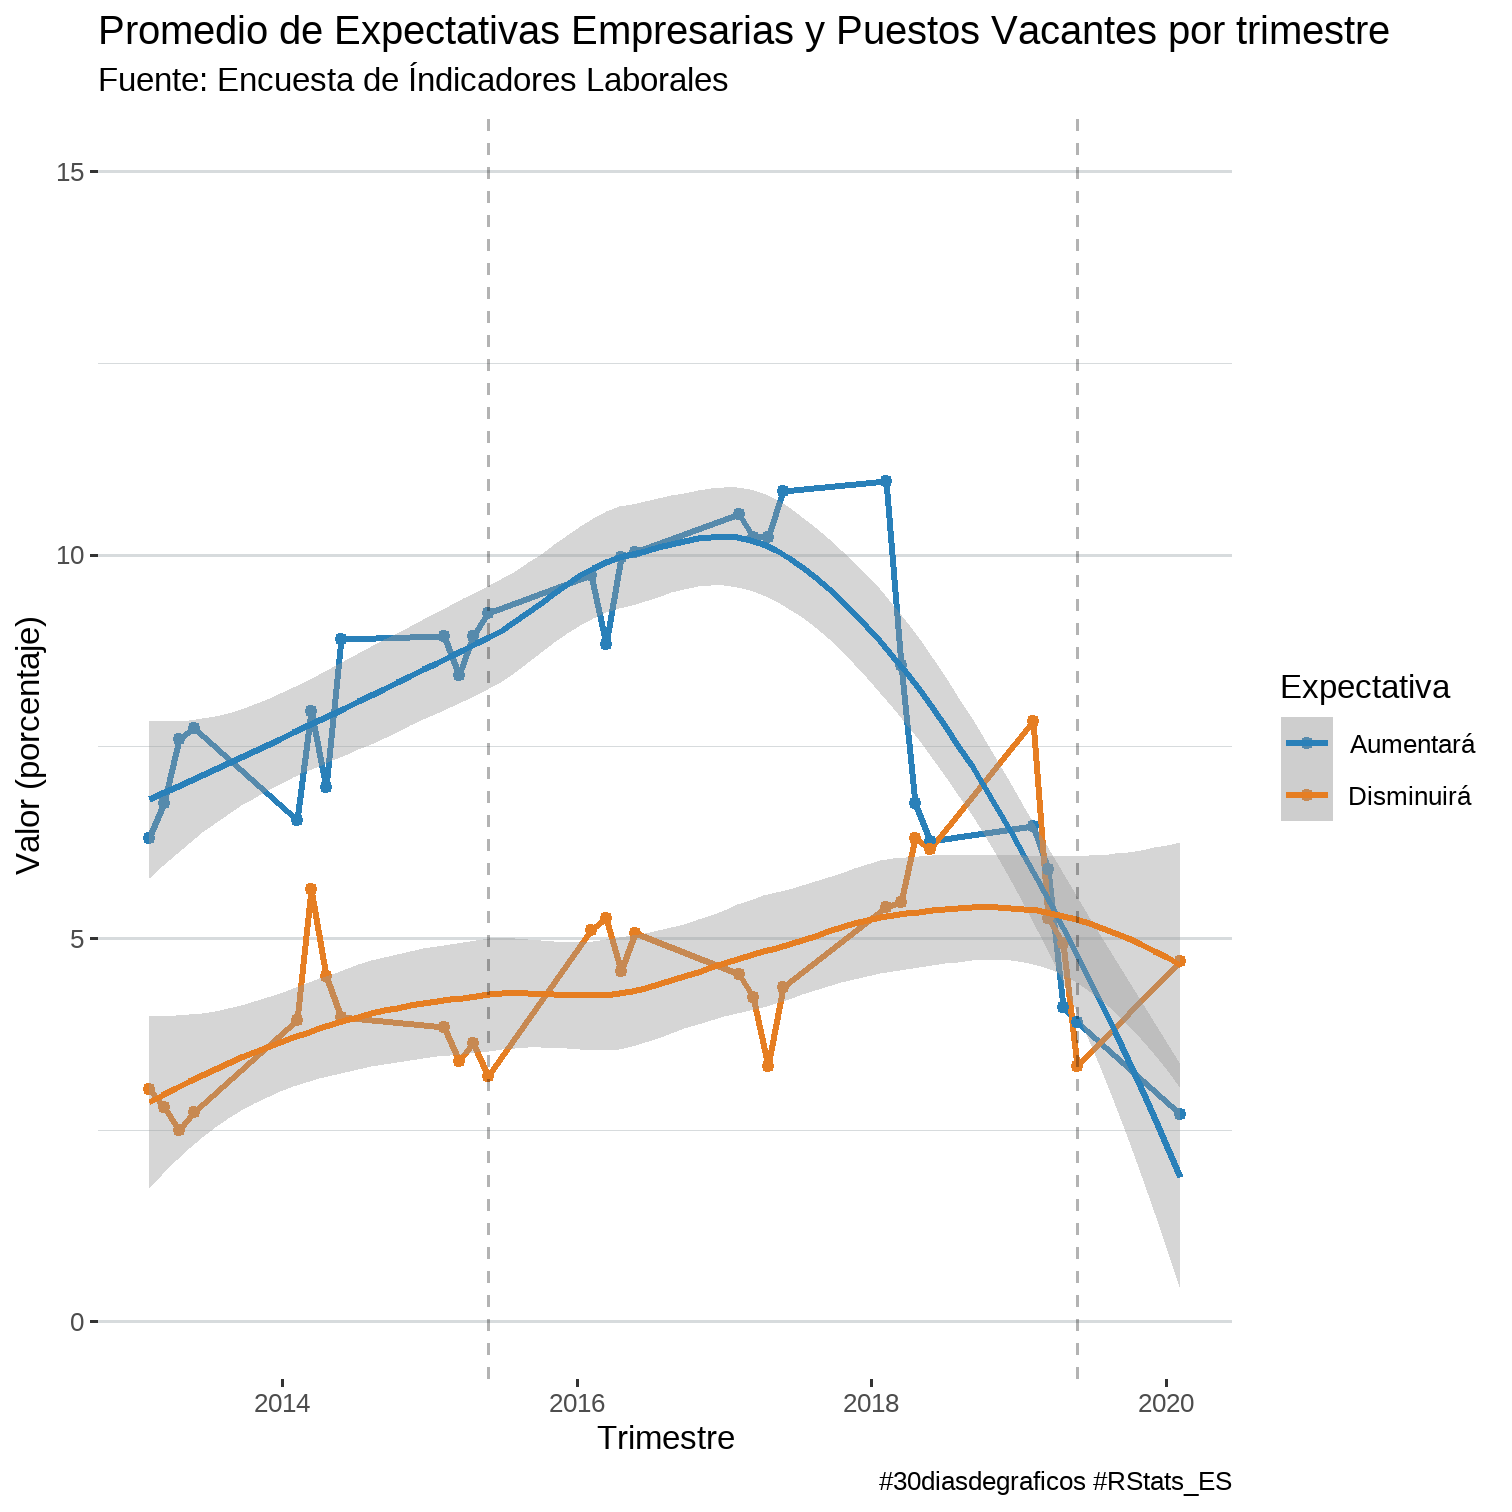 Promedio de Expectativas Empresarias y Puestos Vacantes por trimestre
Fuente: Encuesta de Índicadores Laborales
Valor (porcentaje)
15
10
5
0
2014
2016
2018
2020
Trimestre
Expectativa
Aumentará
Disminuirá
#30diasdegraficos #RStats_ES